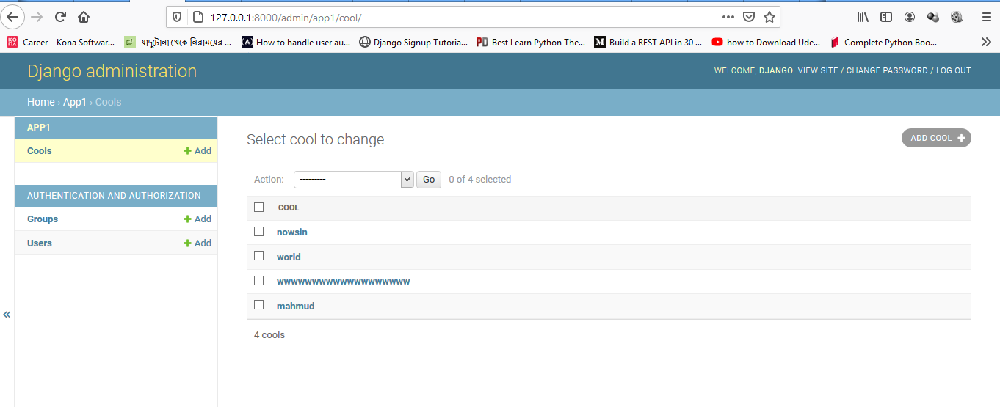 127.0.0.1:8000/admin/app1/cool/
Career – Kona Softwar... যাদুটোনা থেকে নিরাময়ের ... How to handle user au... Django Signup Tutoria... PD Best Learn Python The... M Build a REST API in 30 ... how to Download Ude... Complete Python Boo...
Django administration
WELCOME, DJANGO. VIEW SITE / CHANGE PASSWORD / LOG OUT
Home › App1 › Cools
APP1
Cools + Add
AUTHENTICATION AND AUTHORIZATION
Groups + Add
Users + Add
Select cool to change
ADD COOL +
Action: --------- Go 0 of 4 selected
COOL
nowsin
world
wwwwwwwwwwwwwwwwwww
mahmud
4 cools